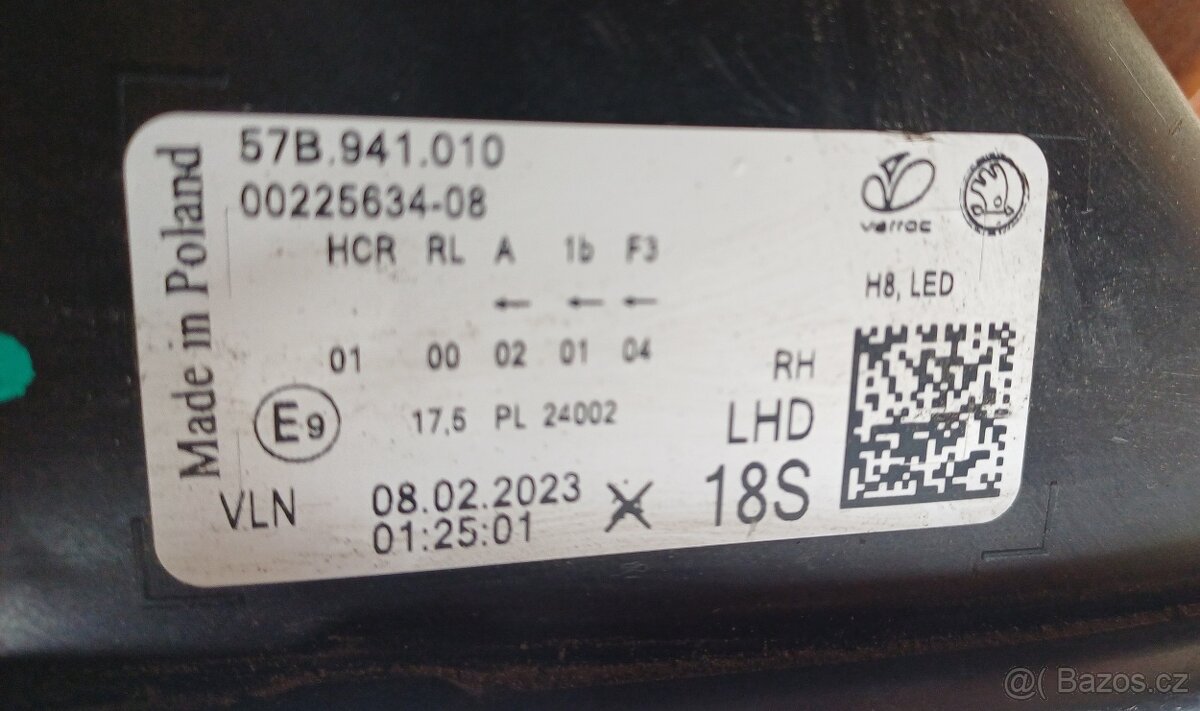 Made in Poland
57B.941.010
00225634-08
HCR RL A 1b F3
← ← ←
01 00 02 01 04
E9
17,5 PL 24002
VLN
08.02.2023
01:25:01
varroc
H8, LED
RH
LHD
18S
@( Bazos.cz